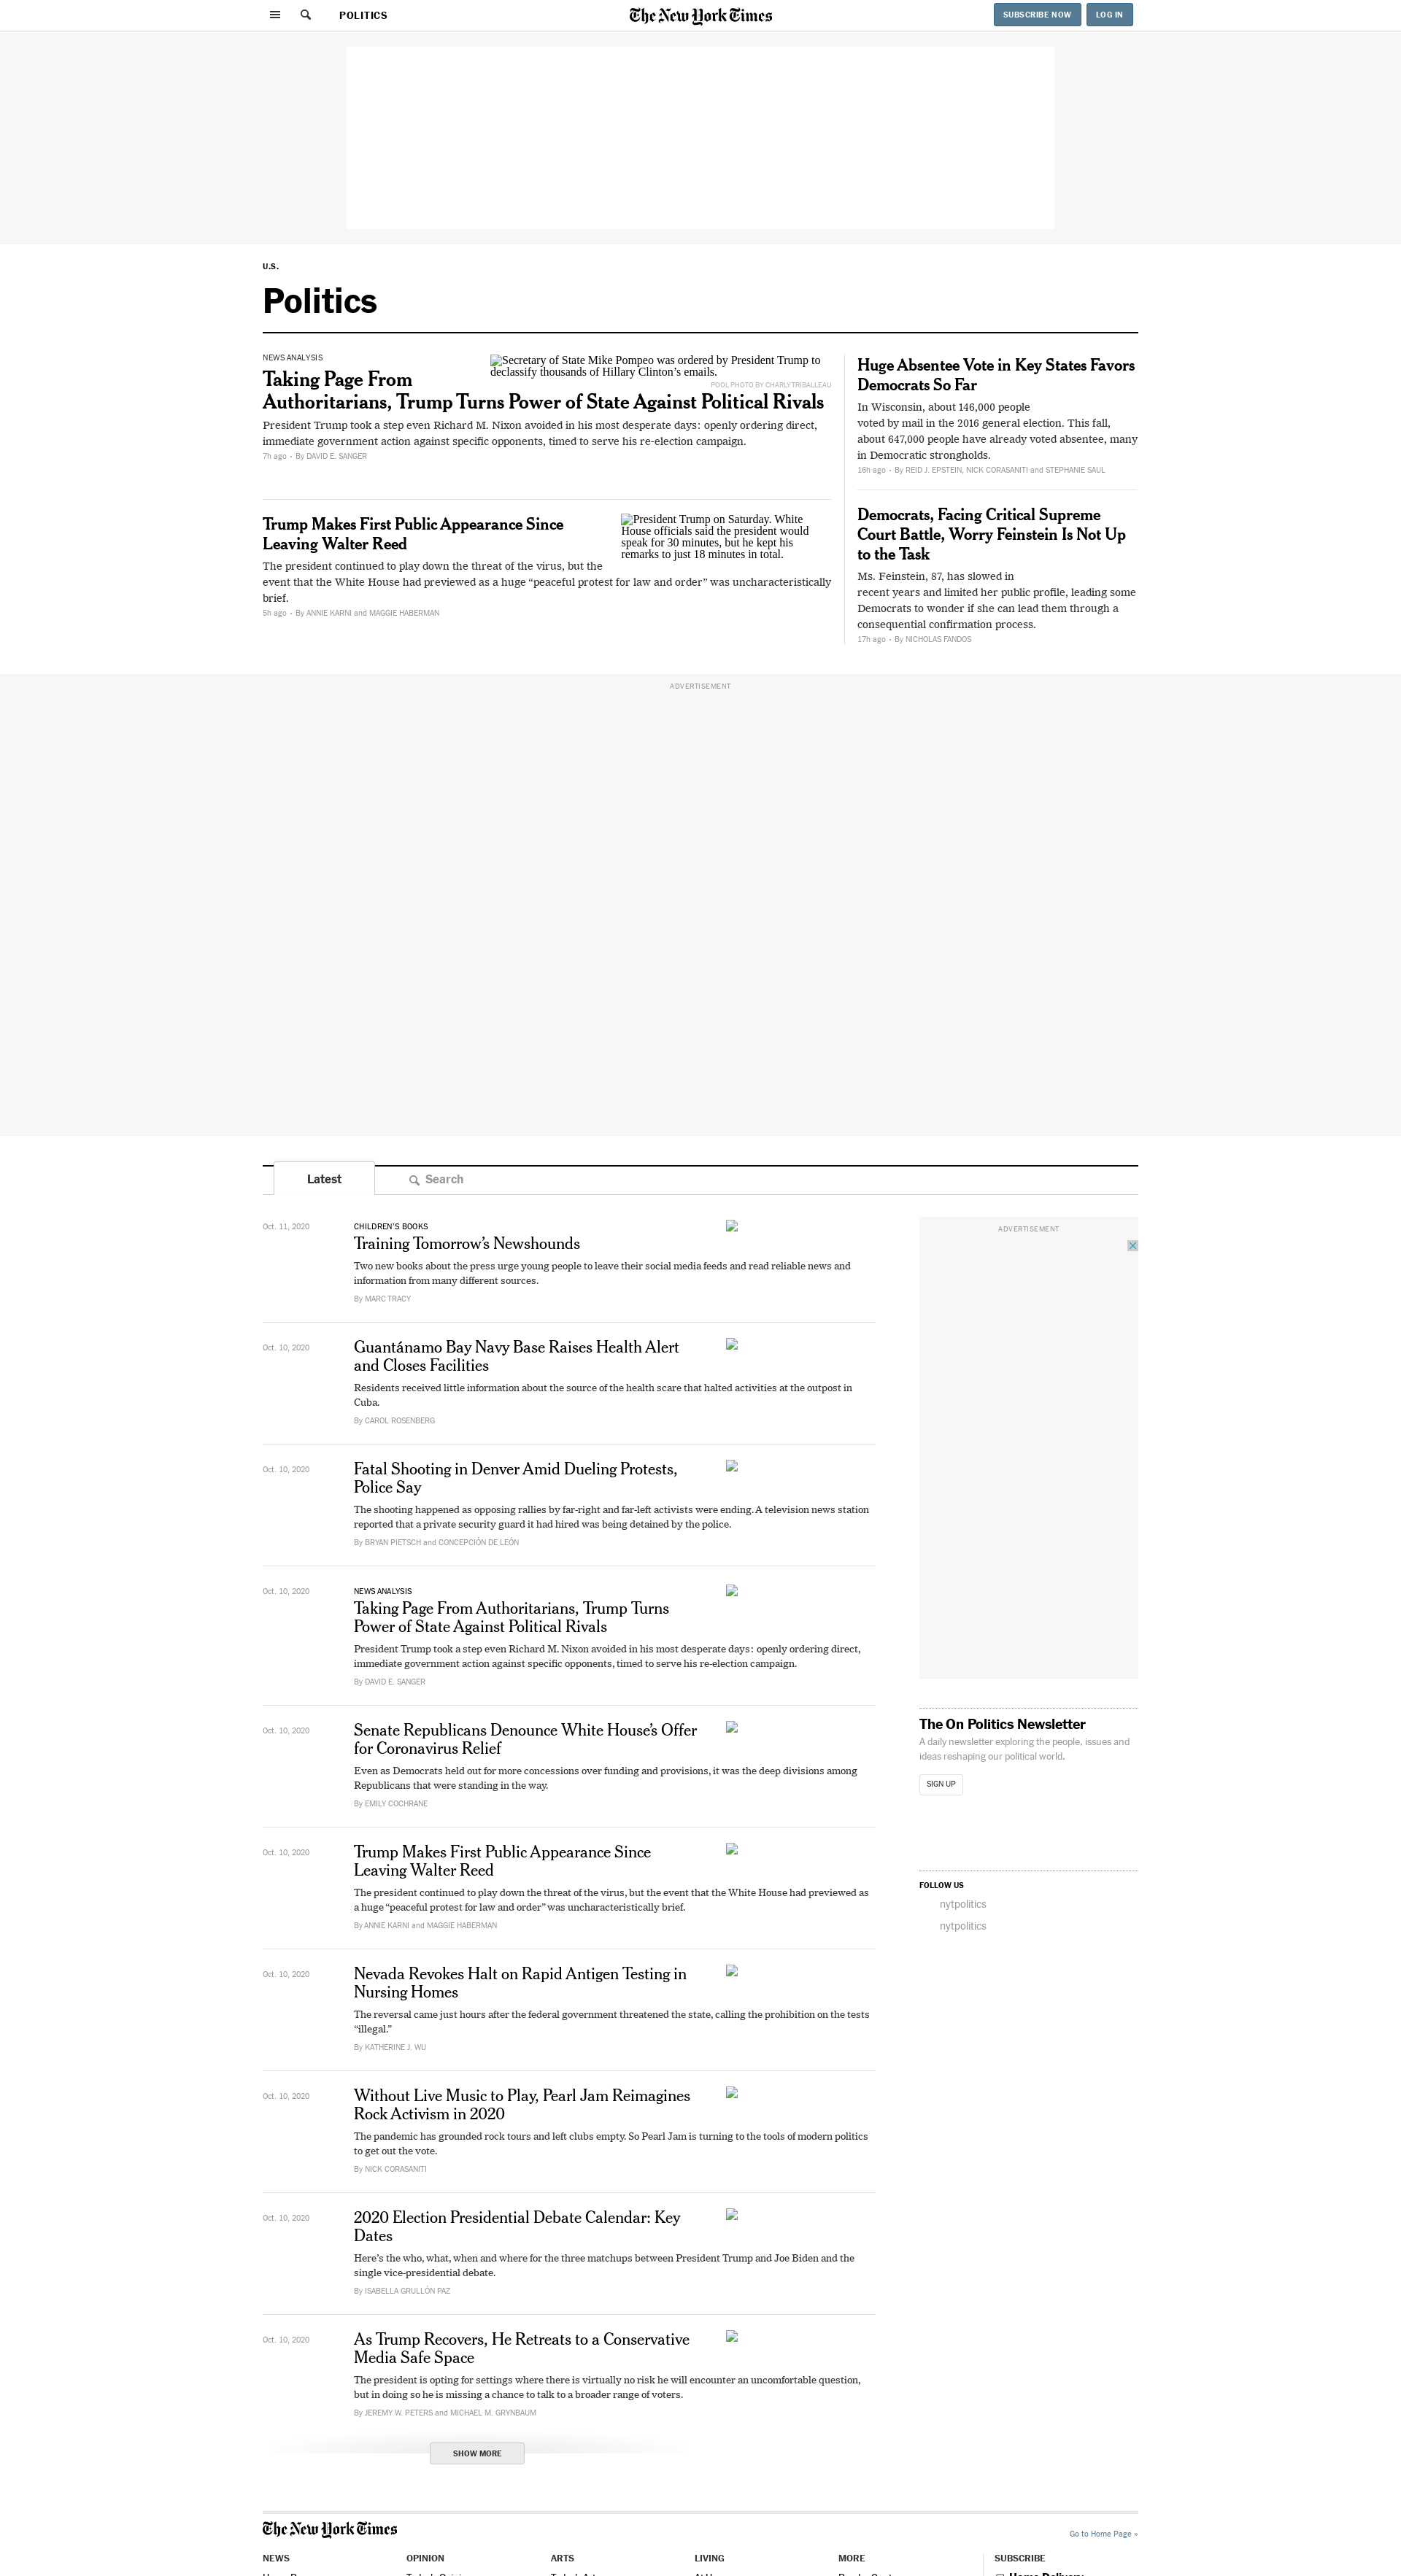 POLITICS
The New York Times
SUBSCRIBE NOW
LOG IN
U.S.
Politics
NEWS ANALYSIS
Taking Page From
Authoritarians, Trump Turns Power of State Against Political Rivals
Secretary of State Mike Pompeo was ordered by President Trump to
declassify thousands of Hillary Clinton's emails.
POOL PHOTO BY CHARLY TRIBALLEAU
President Trump took a step even Richard M. Nixon avoided in his most desperate days: openly ordering direct,
immediate government action against specific opponents, timed to serve his re-election campaign.
7h ago • By DAVID E. SANGER
Trump Makes First Public Appearance Since
Leaving Walter Reed
President Trump on Saturday. White
House officials said the president would
speak for 30 minutes, but he kept his
remarks to just 18 minutes in total.
The president continued to play down the threat of the virus, but the
event that the White House had previewed as a huge “peaceful protest for law and order” was uncharacteristically
brief.
5h ago • By ANNIE KARNI and MAGGIE HABERMAN
Huge Absentee Vote in Key States Favors
Democrats So Far
In Wisconsin, about 146,000 people
voted by mail in the 2016 general election. This fall,
about 647,000 people have already voted absentee, many
in Democratic strongholds.
16h ago • By REID J. EPSTEIN, NICK CORASANITI and STEPHANIE SAUL
Democrats, Facing Critical Supreme
Court Battle, Worry Feinstein Is Not Up
to the Task
Ms. Feinstein, 87, has slowed in
recent years and limited her public profile, leading some
Democrats to wonder if she can lead them through a
consequential confirmation process.
17h ago • By NICHOLAS FANDOS
ADVERTISEMENT
Latest
Search
Oct. 11, 2020
CHILDREN'S BOOKS
Training Tomorrow's Newshounds
Two new books about the press urge young people to leave their social media feeds and read reliable news and
information from many different sources.
By MARC TRACY
Oct. 10, 2020
Guantánamo Bay Navy Base Raises Health Alert
and Closes Facilities
Residents received little information about the source of the health scare that halted activities at the outpost in
Cuba.
By CAROL ROSENBERG
Oct. 10, 2020
Fatal Shooting in Denver Amid Dueling Protests,
Police Say
The shooting happened as opposing rallies by far-right and far-left activists were ending. A television news station
reported that a private security guard it had hired was being detained by the police.
By BRYAN PIETSCH and CONCEPCIÓN DE LEÓN
Oct. 10, 2020
NEWS ANALYSIS
Taking Page From Authoritarians, Trump Turns
Power of State Against Political Rivals
President Trump took a step even Richard M. Nixon avoided in his most desperate days: openly ordering direct,
immediate government action against specific opponents, timed to serve his re-election campaign.
By DAVID E. SANGER
Oct. 10, 2020
Senate Republicans Denounce White House's Offer
for Coronavirus Relief
Even as Democrats held out for more concessions over funding and provisions, it was the deep divisions among
Republicans that were standing in the way.
By EMILY COCHRANE
Oct. 10, 2020
Trump Makes First Public Appearance Since
Leaving Walter Reed
The president continued to play down the threat of the virus, but the event that the White House had previewed as
a huge “peaceful protest for law and order” was uncharacteristically brief.
By ANNIE KARNI and MAGGIE HABERMAN
Oct. 10, 2020
Nevada Revokes Halt on Rapid Antigen Testing in
Nursing Homes
The reversal came just hours after the federal government threatened the state, calling the prohibition on the tests
“illegal.”
By KATHERINE J. WU
Oct. 10, 2020
Without Live Music to Play, Pearl Jam Reimagines
Rock Activism in 2020
The pandemic has grounded rock tours and left clubs empty. So Pearl Jam is turning to the tools of modern politics
to get out the vote.
By NICK CORASANITI
Oct. 10, 2020
2020 Election Presidential Debate Calendar: Key
Dates
Here's the who, what, when and where for the three matchups between President Trump and Joe Biden and the
single vice-presidential debate.
By ISABELLA GRULLÓN PAZ
Oct. 10, 2020
As Trump Recovers, He Retreats to a Conservative
Media Safe Space
The president is opting for settings where there is virtually no risk he will encounter an uncomfortable question,
but in doing so he is missing a chance to talk to a broader range of voters.
By JEREMY W. PETERS and MICHAEL M. GRYNBAUM
SHOW MORE
ADVERTISEMENT
The On Politics Newsletter
A daily newsletter exploring the people, issues and
ideas reshaping our political world.
SIGN UP
FOLLOW US
nytpolitics
nytpolitics
The New York Times
Go to Home Page »
NEWS
OPINION
ARTS
LIVING
MORE
SUBSCRIBE